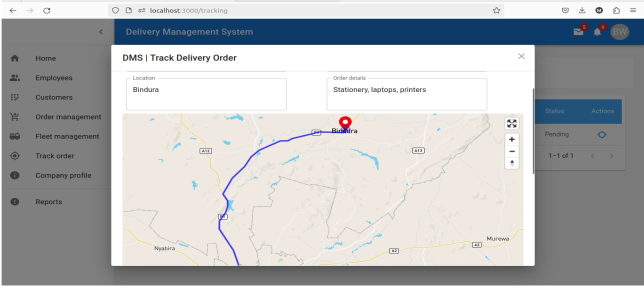 localhost:3000/tracking
Delivery Management System
BW
DMS | Track Delivery Order
Home
Employees
Customers
Order management
Fleet management
Track order
Company profile
Reports
Location
Bindura
Order details
Stationery, laptops, printers
Status
Actions
Pending
1–1 of 1
Bindura
A12
A13
Nyabira
A2
Murewa